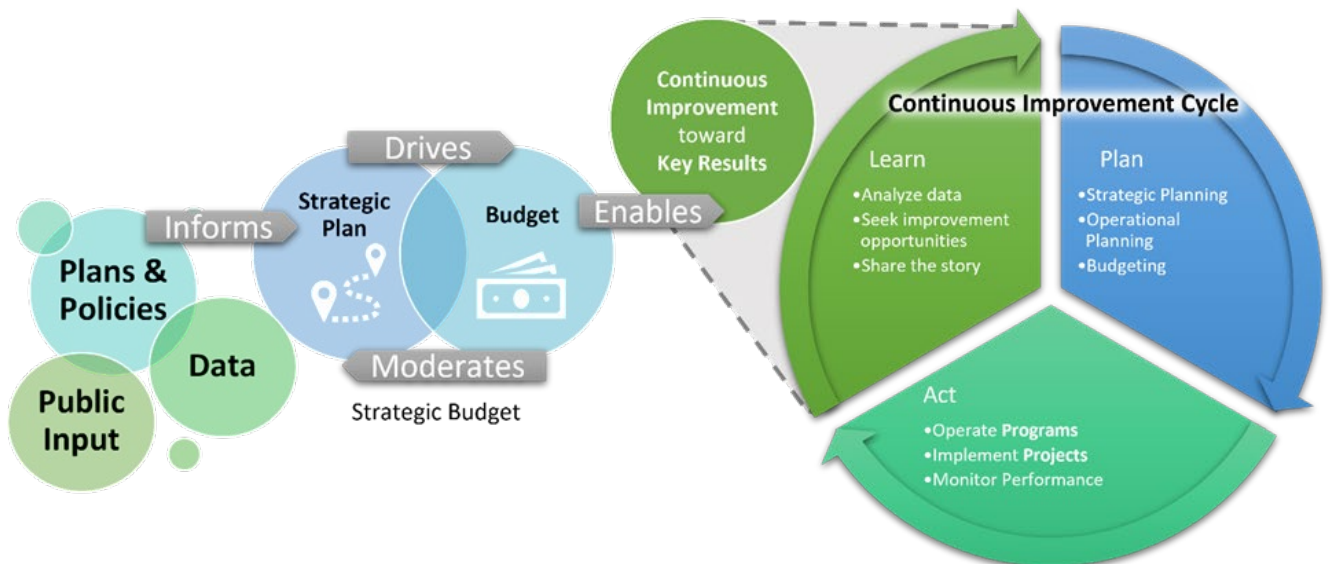 Plans &
Policies
Public
Input
Data
Informs
Drives
Strategic
Plan
Budget
Moderates
Strategic Budget
Enables
Continuous
Improvement
toward
Key Results
Continuous Improvement Cycle
Learn
•Analyze data
•Seek improvement
opportunities
•Share the story
Plan
•Strategic Planning
•Operational
Planning
•Budgeting
Act
•Operate Programs
•Implement Projects
•Monitor Performance